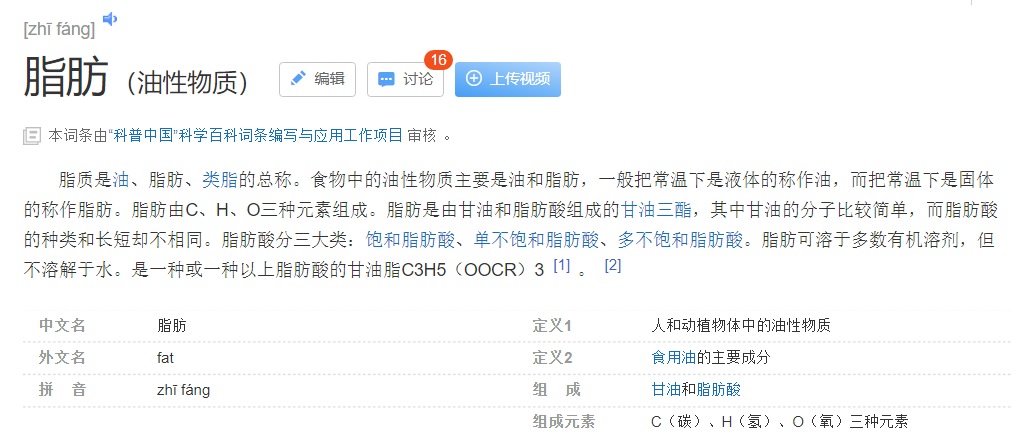 [zhī fáng]
脂肪（油性物质） 编辑 讨论 16 上传视频
本词条由“科普中国”科学百科词条编写与应用工作项目 审核 。
脂质是油、脂肪、类脂的总称。食物中的油性物质主要是油和脂肪，一般把常温下是液体的称作油，而把常温下是固体
的称作脂肪。脂肪由C、H、O三种元素组成。脂肪是由甘油和脂肪酸组成的甘油三酯，其中甘油的分子比较简单，而脂肪酸
的种类和长短却不相同。脂肪酸分三大类：饱和脂肪酸、单不饱和脂肪酸、多不饱和脂肪酸。脂肪可溶于多数有机溶剂，但
不溶解于水。是一种或一种以上脂肪酸的甘油脂C3H5（OOCR）3 [1] 。 [2]
中文名 脂肪 定义1 人和动植物体中的油性物质
外文名 fat 定义2 食用油的主要成分
拼 音 zhī fáng 组 成 甘油和脂肪酸
组成元素 C（碳）、H（氢）、O（氧）三种元素